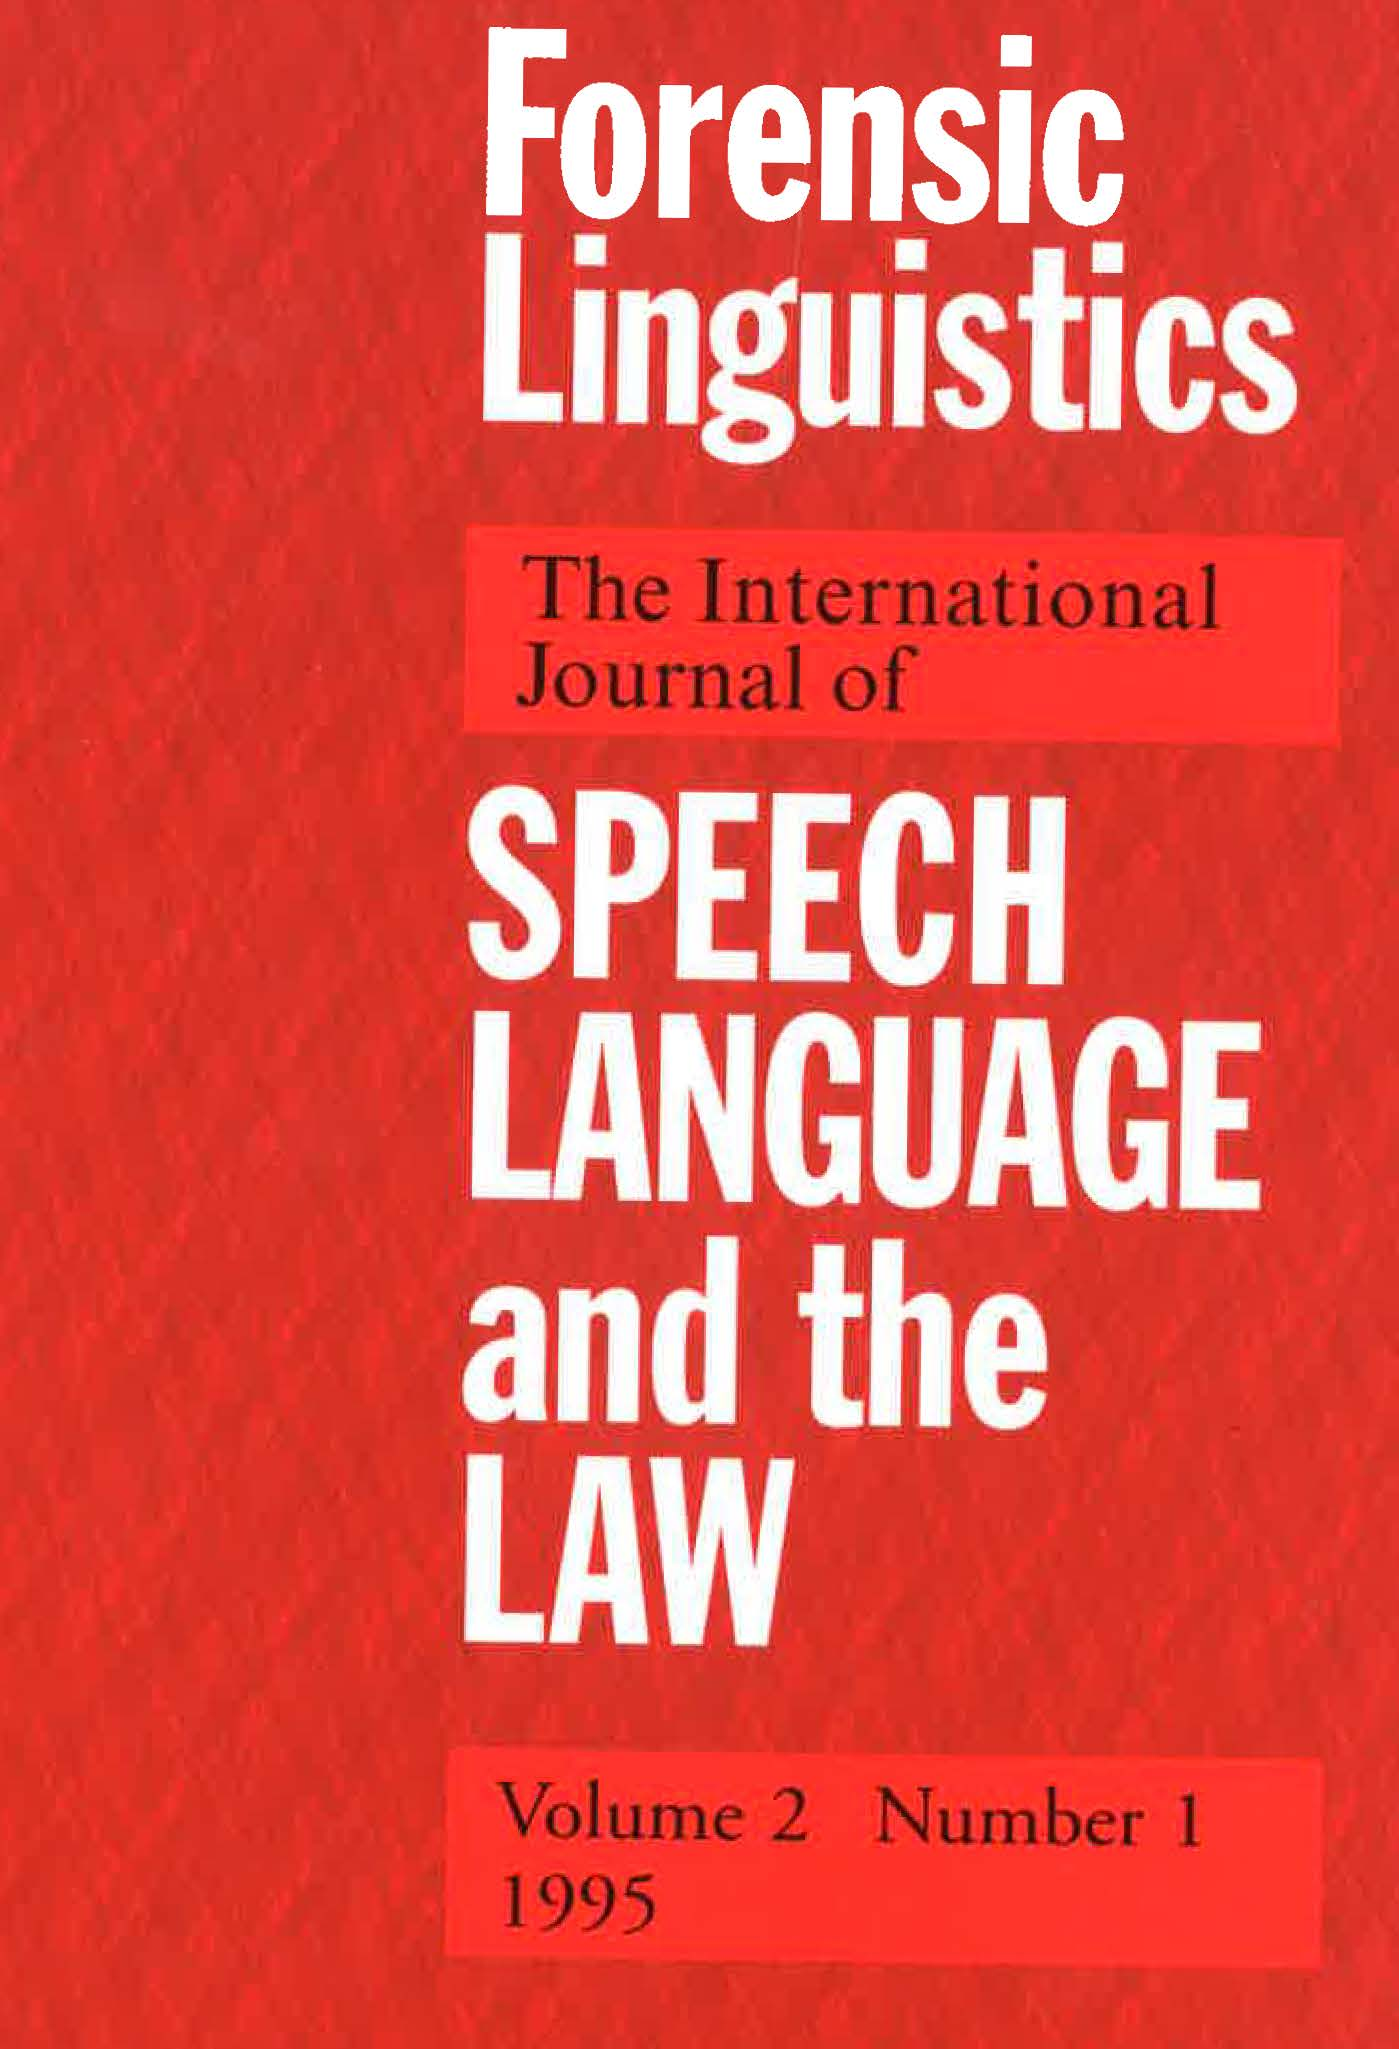 Forensic
Linguistics
The International
Journal of
SPEECH
LANGUAGE
and the
LAW
Volume 2 Number 1
1995